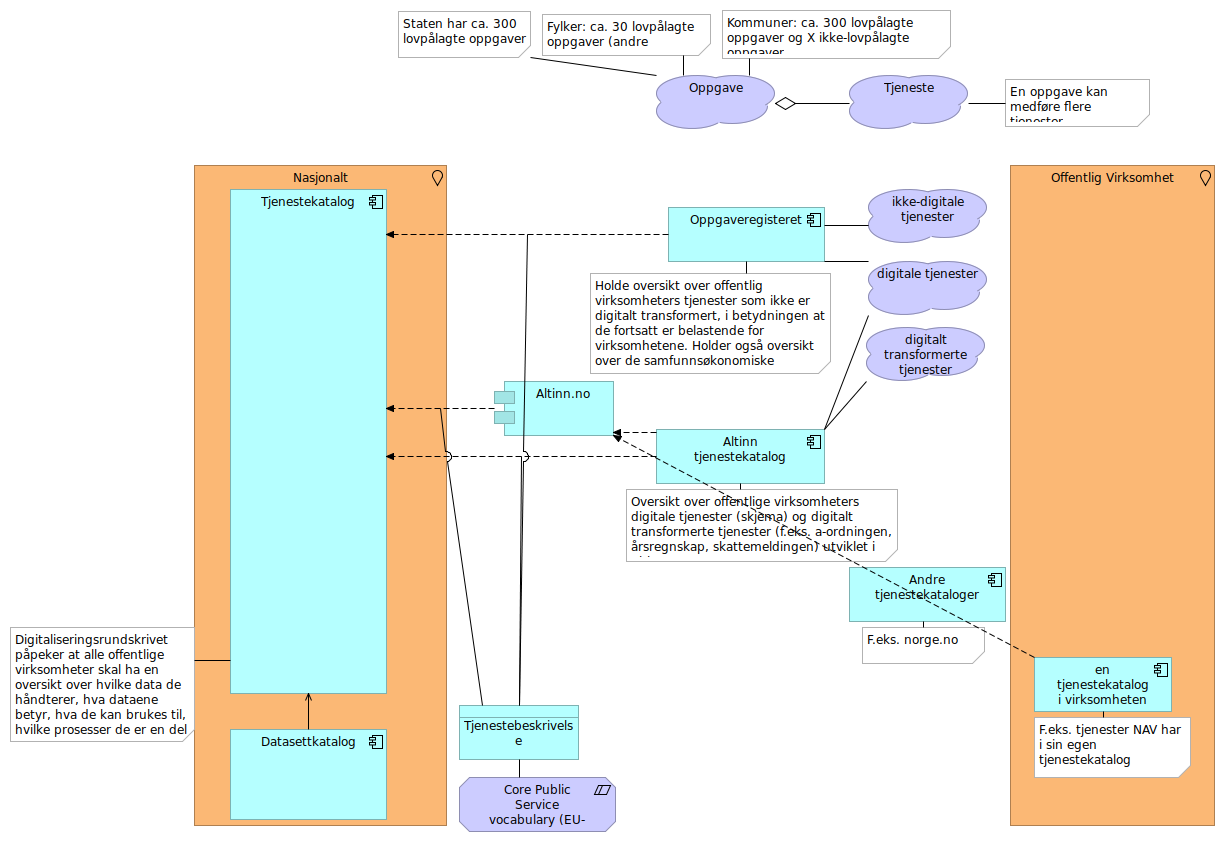 Staten har ca. 300
lovpålagte oppgaver
Fylker: ca. 30 lovpålagte
oppgaver (andre
Kommuner: ca. 300 lovpålagte
oppgaver og X ikke-lovpålagte
oppgaver
Oppgave
Tjeneste
En oppgave kan
medføre flere
tjenester
Nasjonalt
Tjenestekatalog
Offentlig Virksomhet
Oppgaveregisteret
ikke-digitale
tjenester
digitale tjenester
digitalt
transformerte
tjenester
Holde oversikt over offentlig
virksomheters tjenester som ikke er
digitalt transformert, i betydningen at
de fortsatt er belastende for
virksomhetene. Holder også oversikt
over de samfunnsøkonomiske
Altinn.no
Altinn
tjenestekatalog
Oversikt over offentlige virksomheters
digitale tjenester (skjema) og digitalt
transformerte tjenester (f.eks. a-ordningen,
årsregnskap, skattemeldingen) utviklet i
Andre
tjenestekataloger
F.eks. norge.no
en
tjenestekatalog
i virksomheten
F.eks. tjenester NAV har
i sin egen
tjenestekatalog
Digitaliseringsrundskrivet
påpeker at alle offentlige
virksomheter skal ha en
oversikt over hvilke data de
håndterer, hva dataene
betyr, hva de kan brukes til,
hvilke prosesser de er en del
Datasettkatalog
Tjenestebeskrivels
e
Core Public
Service
vocabulary (EU-